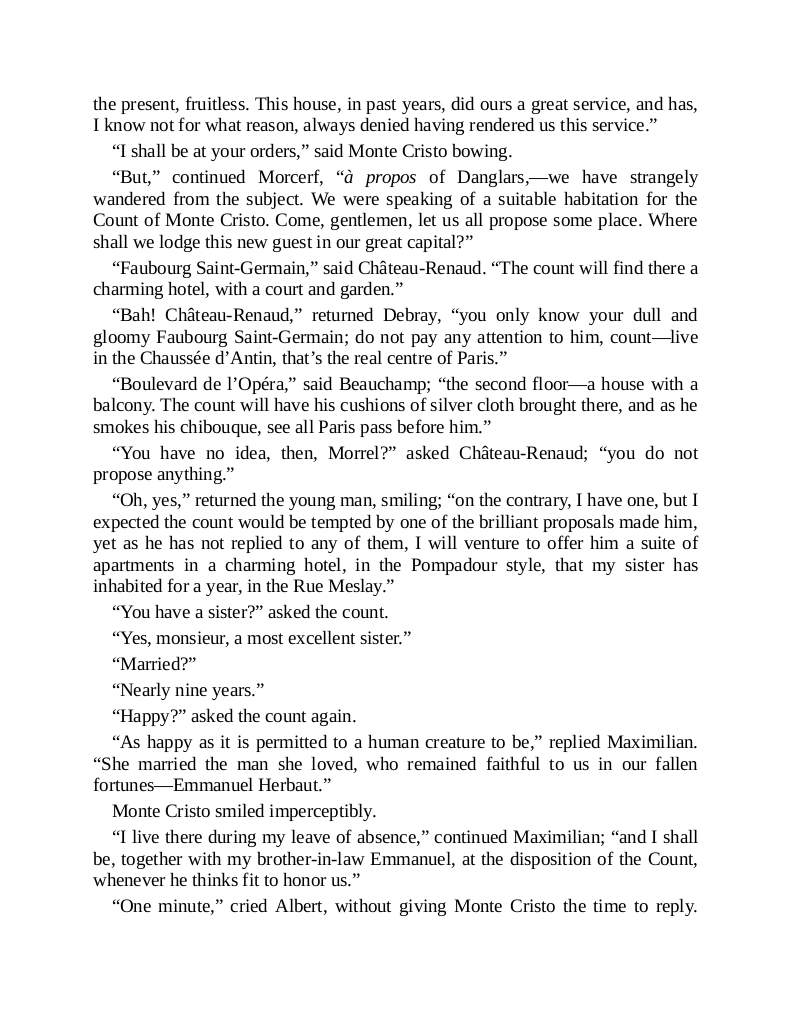 the present, fruitless. This house, in past years, did ours a great service, and has,
I know not for what reason, always denied having rendered us this service.”
“I shall be at your orders,” said Monte Cristo bowing.
“But,” continued Morcerf, “à propos of Danglars,—we have strangely
wandered from the subject. We were speaking of a suitable habitation for the
Count of Monte Cristo. Come, gentlemen, let us all propose some place. Where
shall we lodge this new guest in our great capital?”
“Faubourg Saint-Germain,” said Château-Renaud. “The count will find there a
charming hotel, with a court and garden.”
“Bah! Château-Renaud,” returned Debray, “you only know your dull and
gloomy Faubourg Saint-Germain; do not pay any attention to him, count—live
in the Chaussée d’Antin, that’s the real centre of Paris.”
“Boulevard de l’Opéra,” said Beauchamp; “the second floor—a house with a
balcony. The count will have his cushions of silver cloth brought there, and as he
smokes his chibouque, see all Paris pass before him.”
“You have no idea, then, Morrel?” asked Château-Renaud; “you do not
propose anything.”
“Oh, yes,” returned the young man, smiling; “on the contrary, I have one, but I
expected the count would be tempted by one of the brilliant proposals made him,
yet as he has not replied to any of them, I will venture to offer him a suite of
apartments in a charming hotel, in the Pompadour style, that my sister has
inhabited for a year, in the Rue Meslay.”
“You have a sister?” asked the count.
“Yes, monsieur, a most excellent sister.”
“Married?”
“Nearly nine years.”
“Happy?” asked the count again.
“As happy as it is permitted to a human creature to be,” replied Maximilian.
“She married the man she loved, who remained faithful to us in our fallen
fortunes—Emmanuel Herbaut.”
Monte Cristo smiled imperceptibly.
“I live there during my leave of absence,” continued Maximilian; “and I shall
be, together with my brother-in-law Emmanuel, at the disposition of the Count,
whenever he thinks fit to honor us.”
“One minute,” cried Albert, without giving Monte Cristo the time to reply.